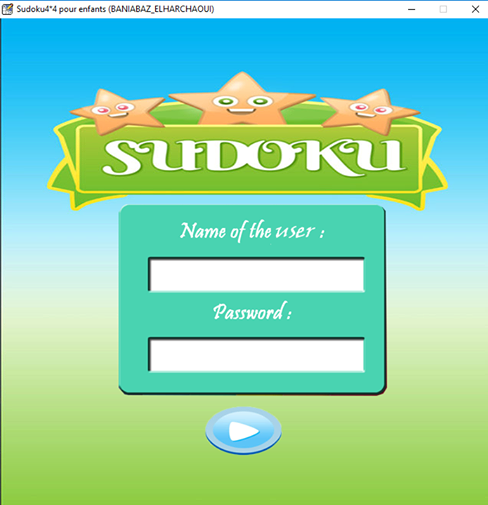 Sudoku4*4 pour enfants (BANIABAZ_ELHARCHAOUI)
SUDOKU
Name of the user :
Password :